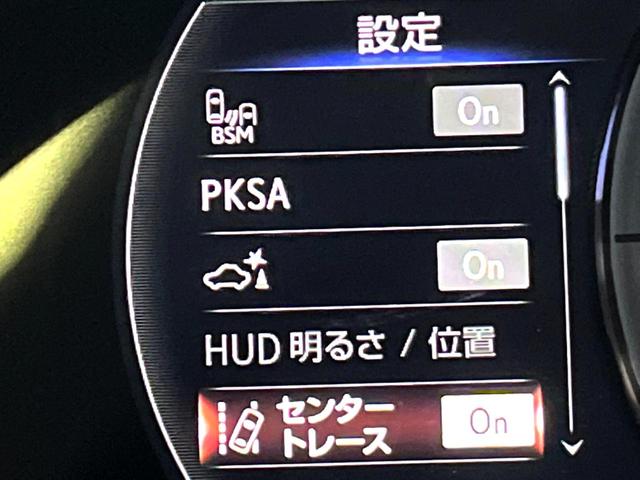 設定
BSM
On
PKSA
On
HUD 明るさ / 位置
センター
トレース
On